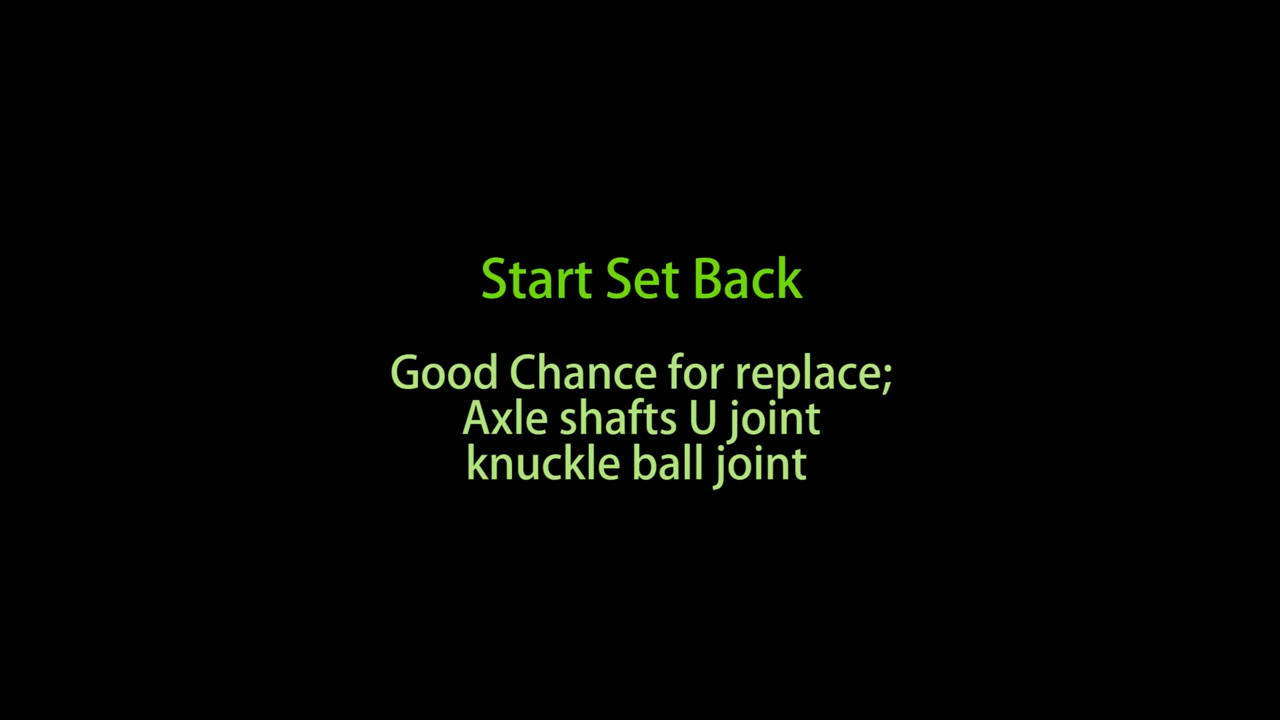 Start Set Back
Good Chance for replace;
Axle shafts U joint
knuckle ball joint